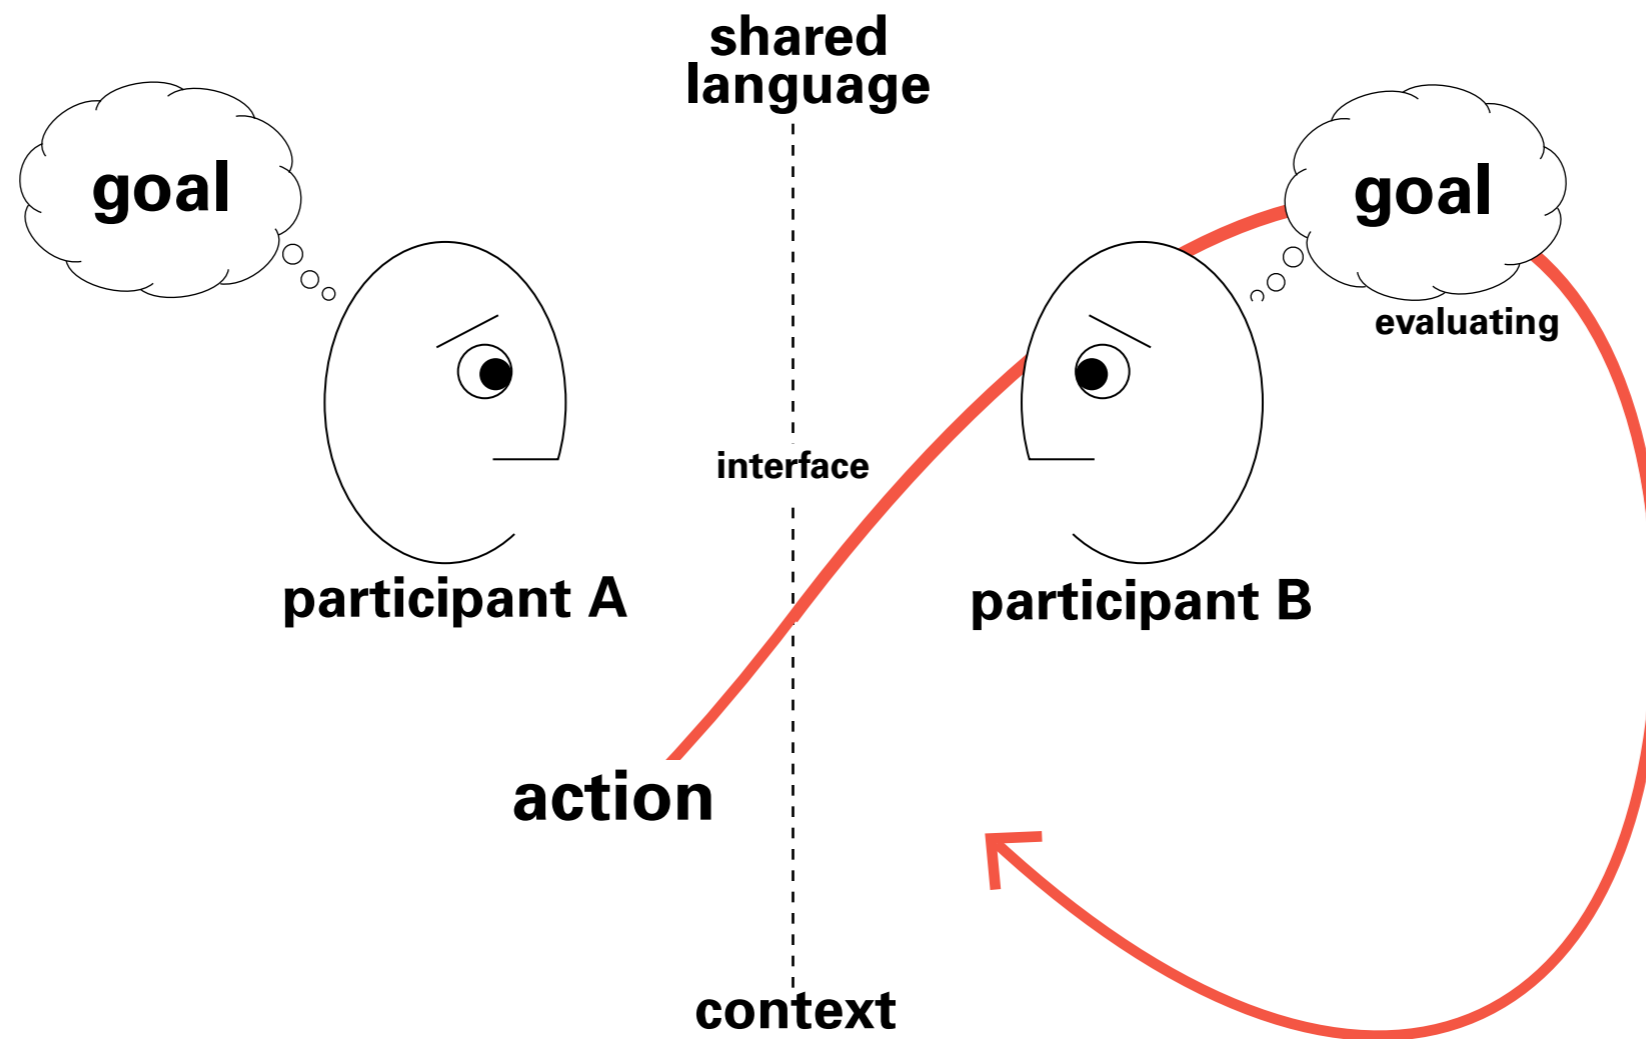 shared
language
goal
goal
evaluating
interface
participant A
participant B
action
context